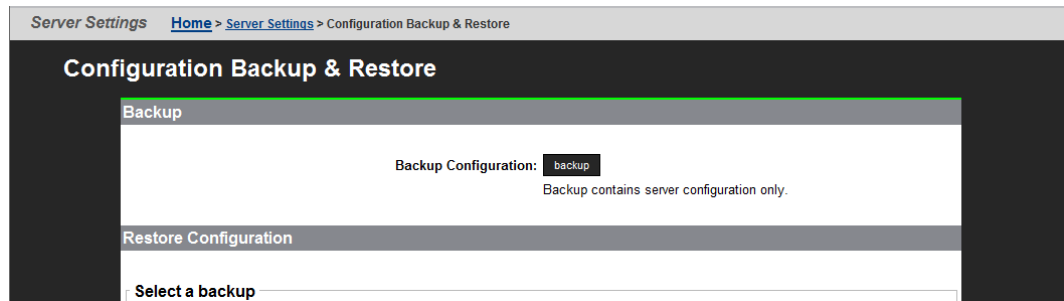 Server Settings Home > Server Settings > Configuration Backup & Restore
Configuration Backup & Restore
Backup
Backup Configuration: backup
Backup contains server configuration only.
Restore Configuration
Select a backup